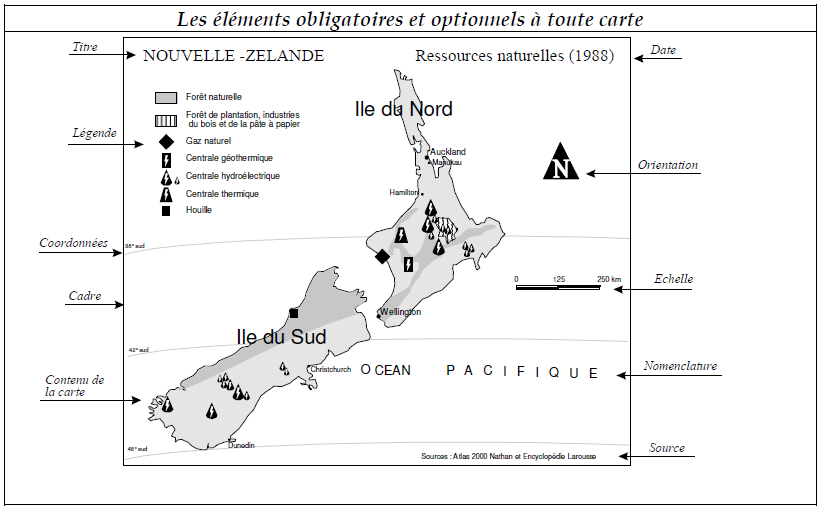 Les éléments obligatoires et optionnels à toute carte
Titre
NOUVELLE -ZELANDE
Ressources naturelles (1988)
Date
Forêt naturelle
Forêt de plantation, industries
du bois et de la pâte à papier
Légende
Gaz naturel
Centrale géothermique
Centrale hydroélectrique
Centrale thermique
Houille
Ile du Nord
Auckland
Manukau
Hamilton
N
Orientation
Coordonnées
38° sud
Cadre
0 125 250 km
Echelle
Wellington
Ile du Sud
42° sud
Christchurch
OCEAN PACIFIQUE
Nomenclature
Contenu de
la carte
Dunedin
46° sud
Sources : Atlas 2000 Nathan et Encyclopédie Larousse
Source